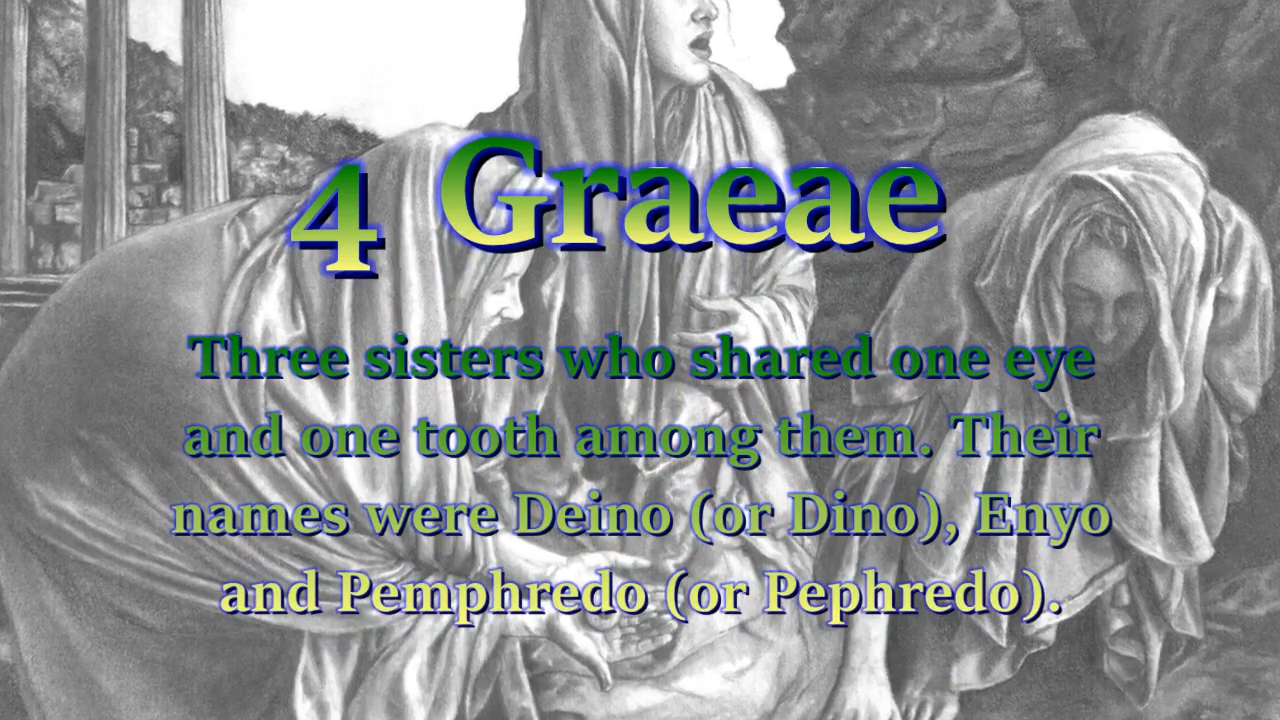 4 Graeae
Three sisters who shared one eye
and one tooth among them. Their
names were Deino (or Dino), Enyo
and Pemphredo (or Pephredo).